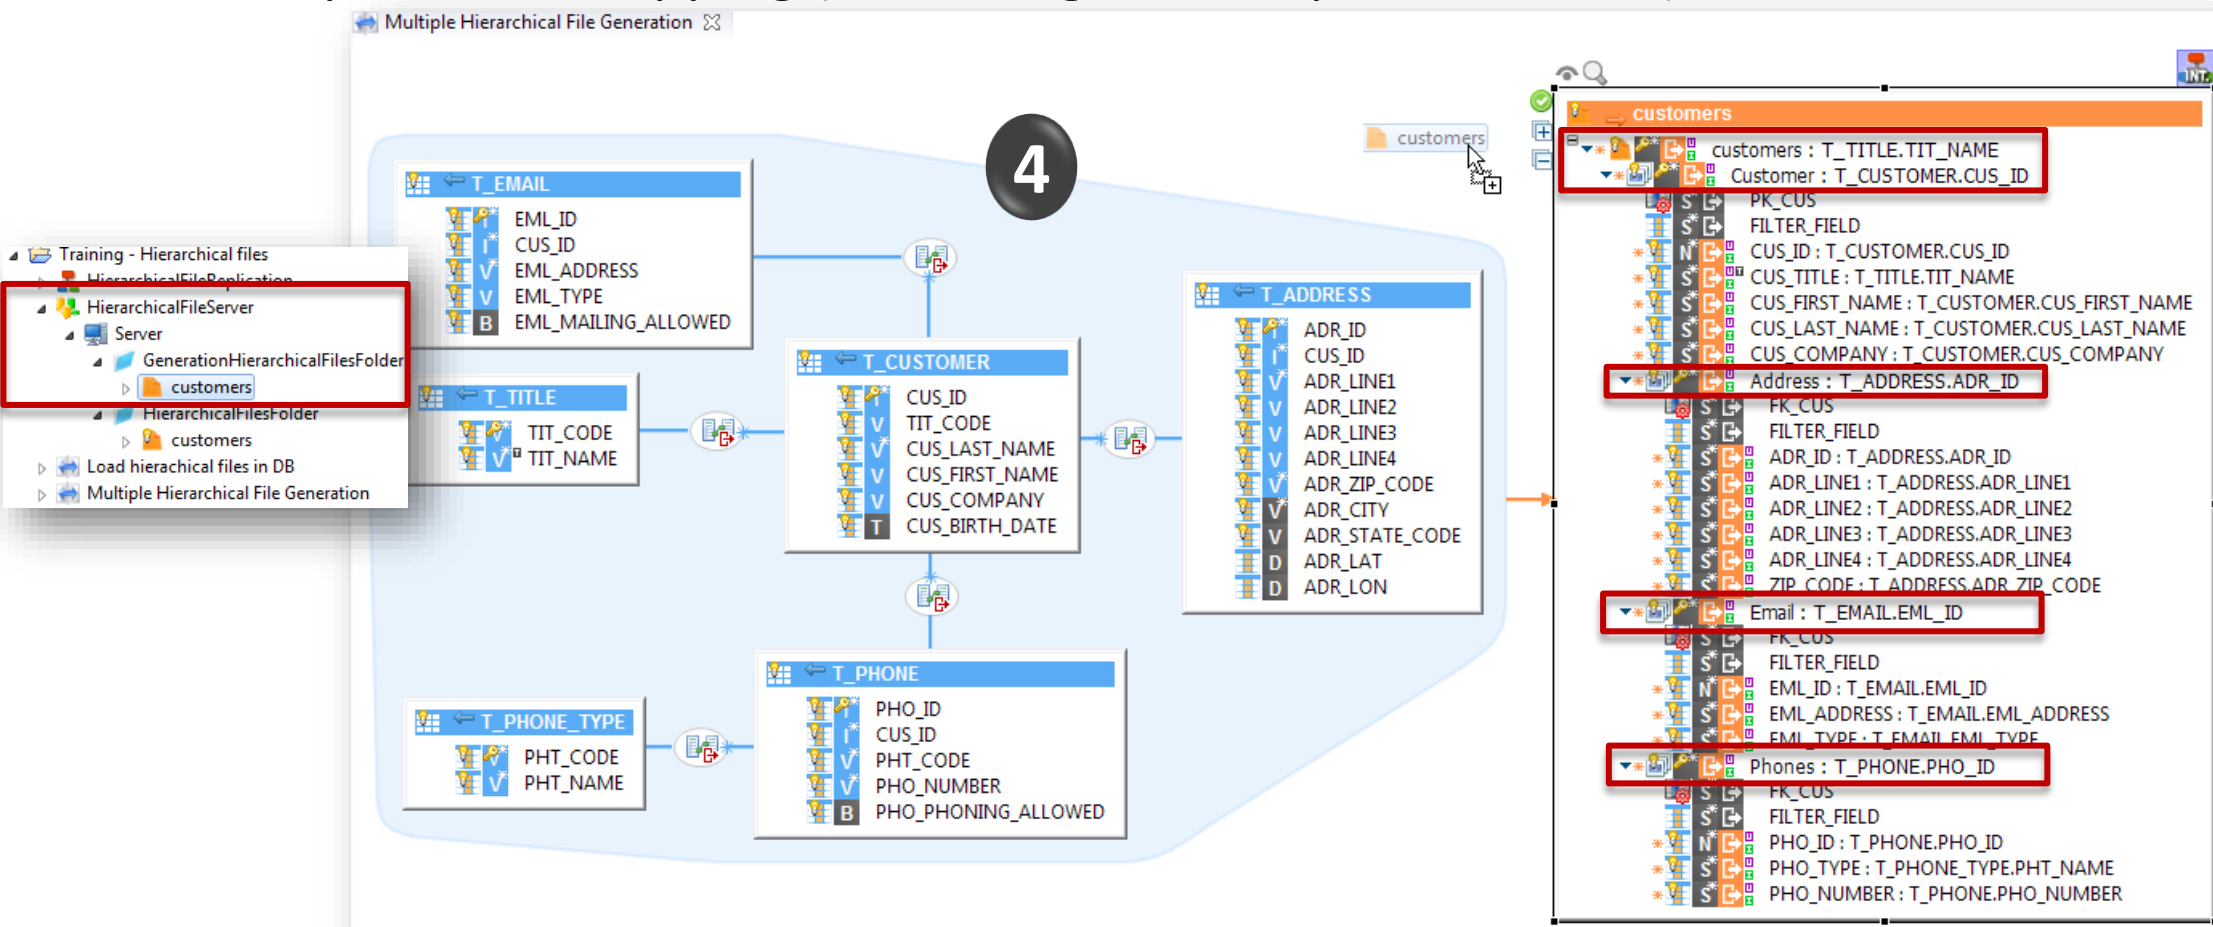 Multiple Hierarchical File Generation
4
customers
Training - Hierarchical files
HierarchicalFileReplication
HierarchicalFileServer
Server
GenerationHierarchicalFilesFolder
customers
HierarchicalFilesFolder
customers
Load hierachical files in DB
Multiple Hierarchical File Generation
T_EMAIL
EML_ID
CUS_ID
EML_ADDRESS
EML_TYPE
EML_MAILING_ALLOWED
T_TITLE
TIT_CODE
TIT_NAME
T_CUSTOMER
CUS_ID
TIT_CODE
CUS_LAST_NAME
CUS_FIRST_NAME
CUS_COMPANY
CUS_BIRTH_DATE
T_ADDRESS
ADR_ID
CUS_ID
ADR_LINE1
ADR_LINE2
ADR_LINE3
ADR_LINE4
ADR_ZIP_CODE
ADR_CITY
ADR_STATE_CODE
ADR_LAT
ADR_LON
T_PHONE_TYPE
PHT_CODE
PHT_NAME
T_PHONE
PHO_ID
CUS_ID
PHT_CODE
PHO_NUMBER
PHO_PHONING_ALLOWED
INT.
customers
customers : T_TITLE.TIT_NAME
Customer : T_CUSTOMER.CUS_ID
PK_CUS
FILTER_FIELD
CUS_ID : T_CUSTOMER.CUS_ID
CUS_TITLE : T_TITLE.TIT_NAME
CUS_FIRST_NAME : T_CUSTOMER.CUS_FIRST_NAME
CUS_LAST_NAME : T_CUSTOMER.CUS_LAST_NAME
CUS_COMPANY : T_CUSTOMER.CUS_COMPANY
Address : T_ADDRESS.ADR_ID
FK_CUS
FILTER_FIELD
ADR_ID : T_ADDRESS.ADR_ID
ADR_LINE1 : T_ADDRESS.ADR_LINE1
ADR_LINE2 : T_ADDRESS.ADR_LINE2
ADR_LINE3 : T_ADDRESS.ADR_LINE3
ADR_LINE4 : T_ADDRESS.ADR_LINE4
ZIP_CODE : T_ADDRESS.ADR_ZIP_CODE
Email : T_EMAIL.EML_ID
FK_CUS
FILTER_FIELD
EML_ID : T_EMAIL.EML_ID
EML_ADDRESS : T_EMAIL.EML_ADDRESS
EML_TYPE : T_EMAIL.EML_TYPE
Phones : T_PHONE.PHO_ID
FK_CUS
FILTER_FIELD
PHO_ID : T_PHONE.PHO_ID
PHO_TYPE : T_PHONE_TYPE.PHT_NAME
PHO_NUMBER : T_PHONE.PHO_NUMBER